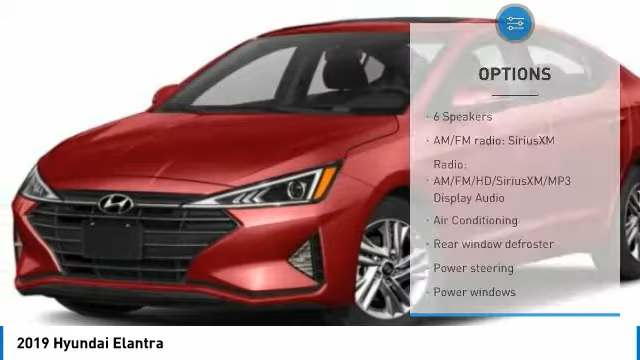 OPTIONS
· 6 Speakers
· AM/FM radio: SiriusXM
Radio:
· AM/FM/HD/SiriusXM/MP3
Display Audio
· Air Conditioning
· Rear window defroster
· Power steering
· Power windows
2019 Hyundai Elantra